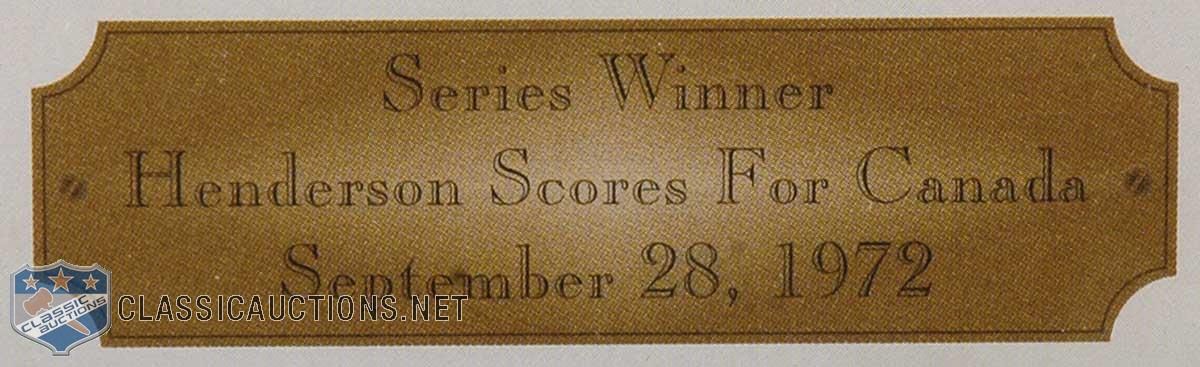 Series Winner
Henderson Scores For Canada
September 28, 1972
CLASSIC AUCTIONS
CLASSICAUCTIONS.NET